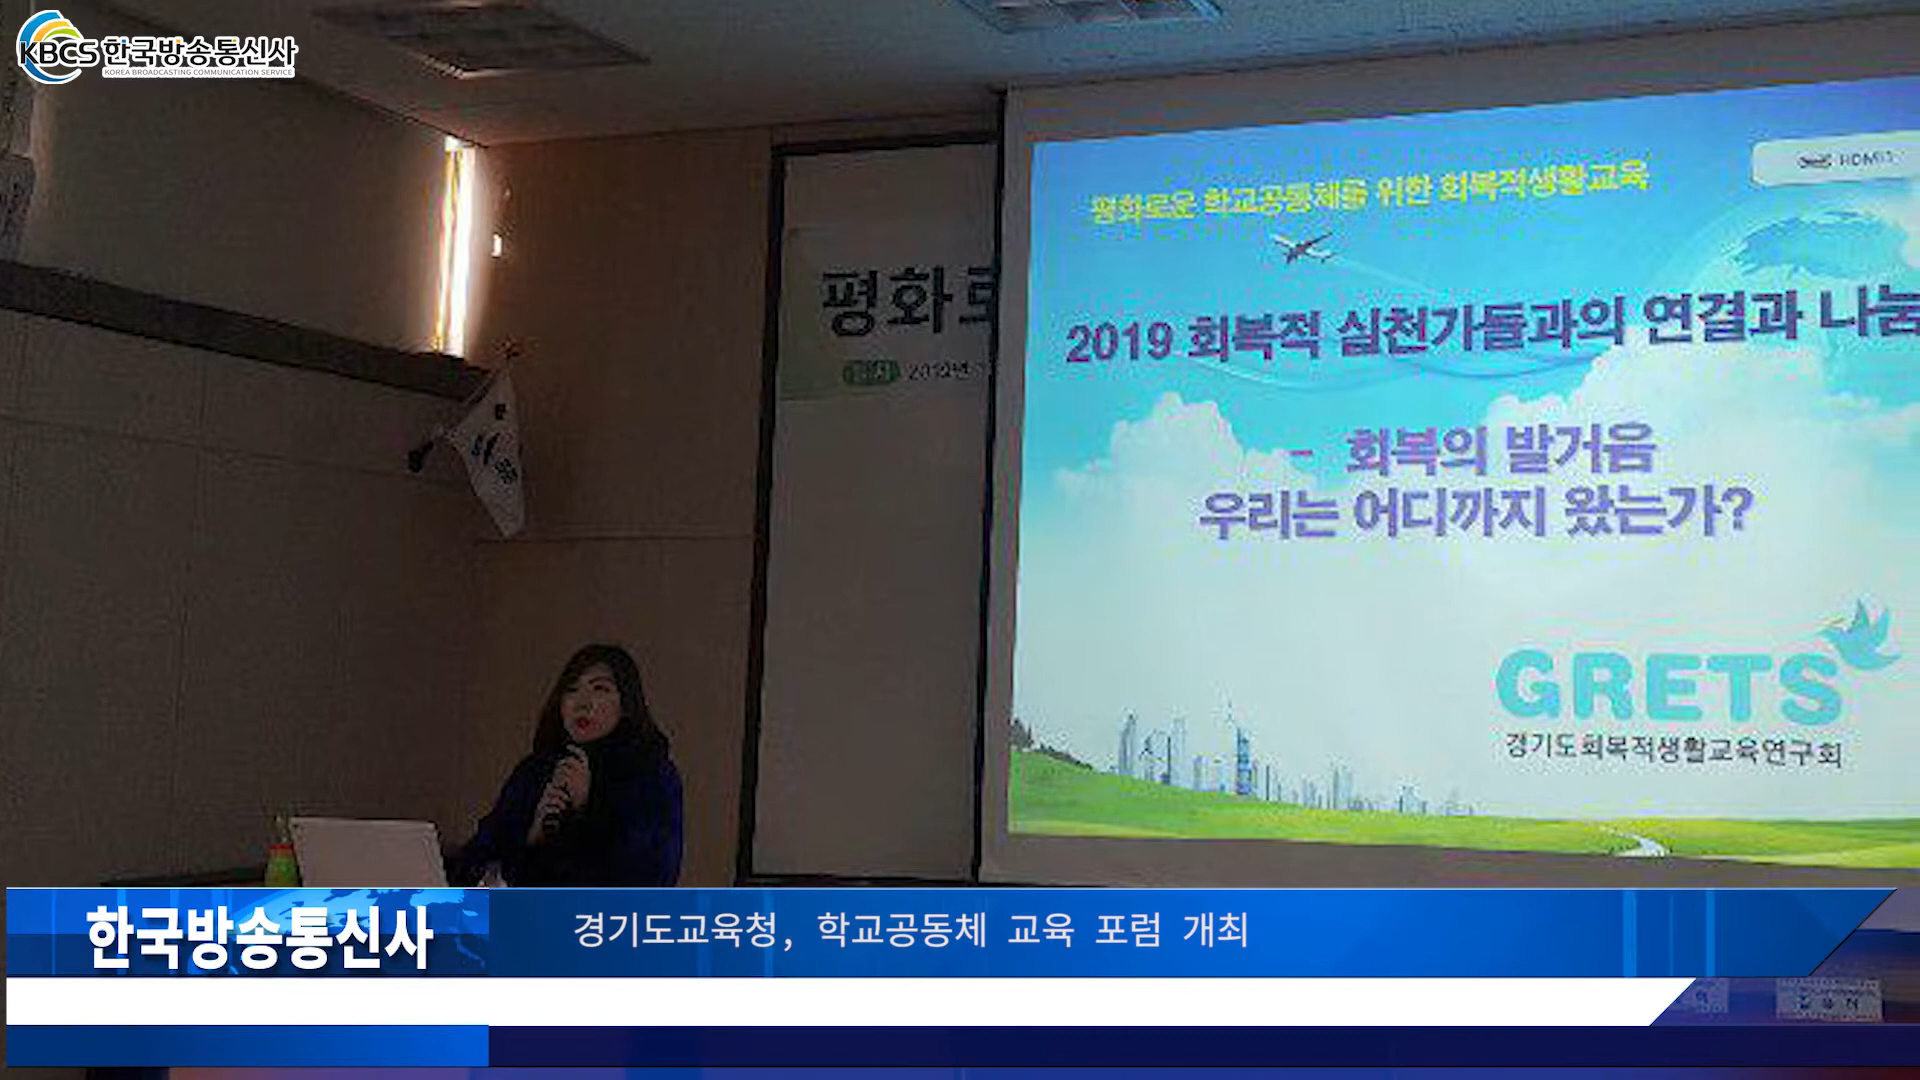 KBCS 한국방송통신사
KOREA BROADCASTING COMMUNICATION SERVICE
HDMI1
평화로운 학교공동체를 위한 회복적생활교육
평화로
2019 회복적 실천가들과의 연결과 나눔
- 회복의 발거음
우리는 어디까지 왔는가?
GRETS
경기도회복적생활교육연구회
한국방송통신사
경기도교육청, 학교공동체 교육 포럼 개최